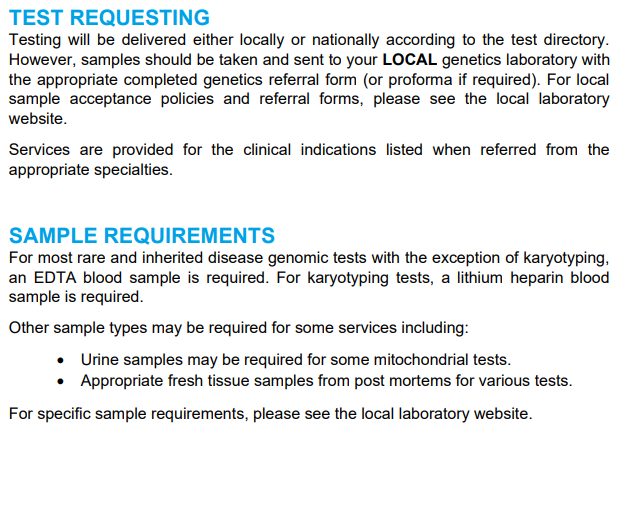 TEST REQUESTING
Testing will be delivered either locally or nationally according to the test directory.
However, samples should be taken and sent to your LOCAL genetics laboratory with
the appropriate completed genetics referral form (or proforma if required). For local
sample acceptance policies and referral forms, please see the local laboratory
website.
Services are provided for the clinical indications listed when referred from the
appropriate specialties.
SAMPLE REQUIREMENTS
For most rare and inherited disease genomic tests with the exception of karyotyping,
an EDTA blood sample is required. For karyotyping tests, a lithium heparin blood
sample is required.
Other sample types may be required for some services including:
• Urine samples may be required for some mitochondrial tests.
• Appropriate fresh tissue samples from post mortems for various tests.
For specific sample requirements, please see the local laboratory website.